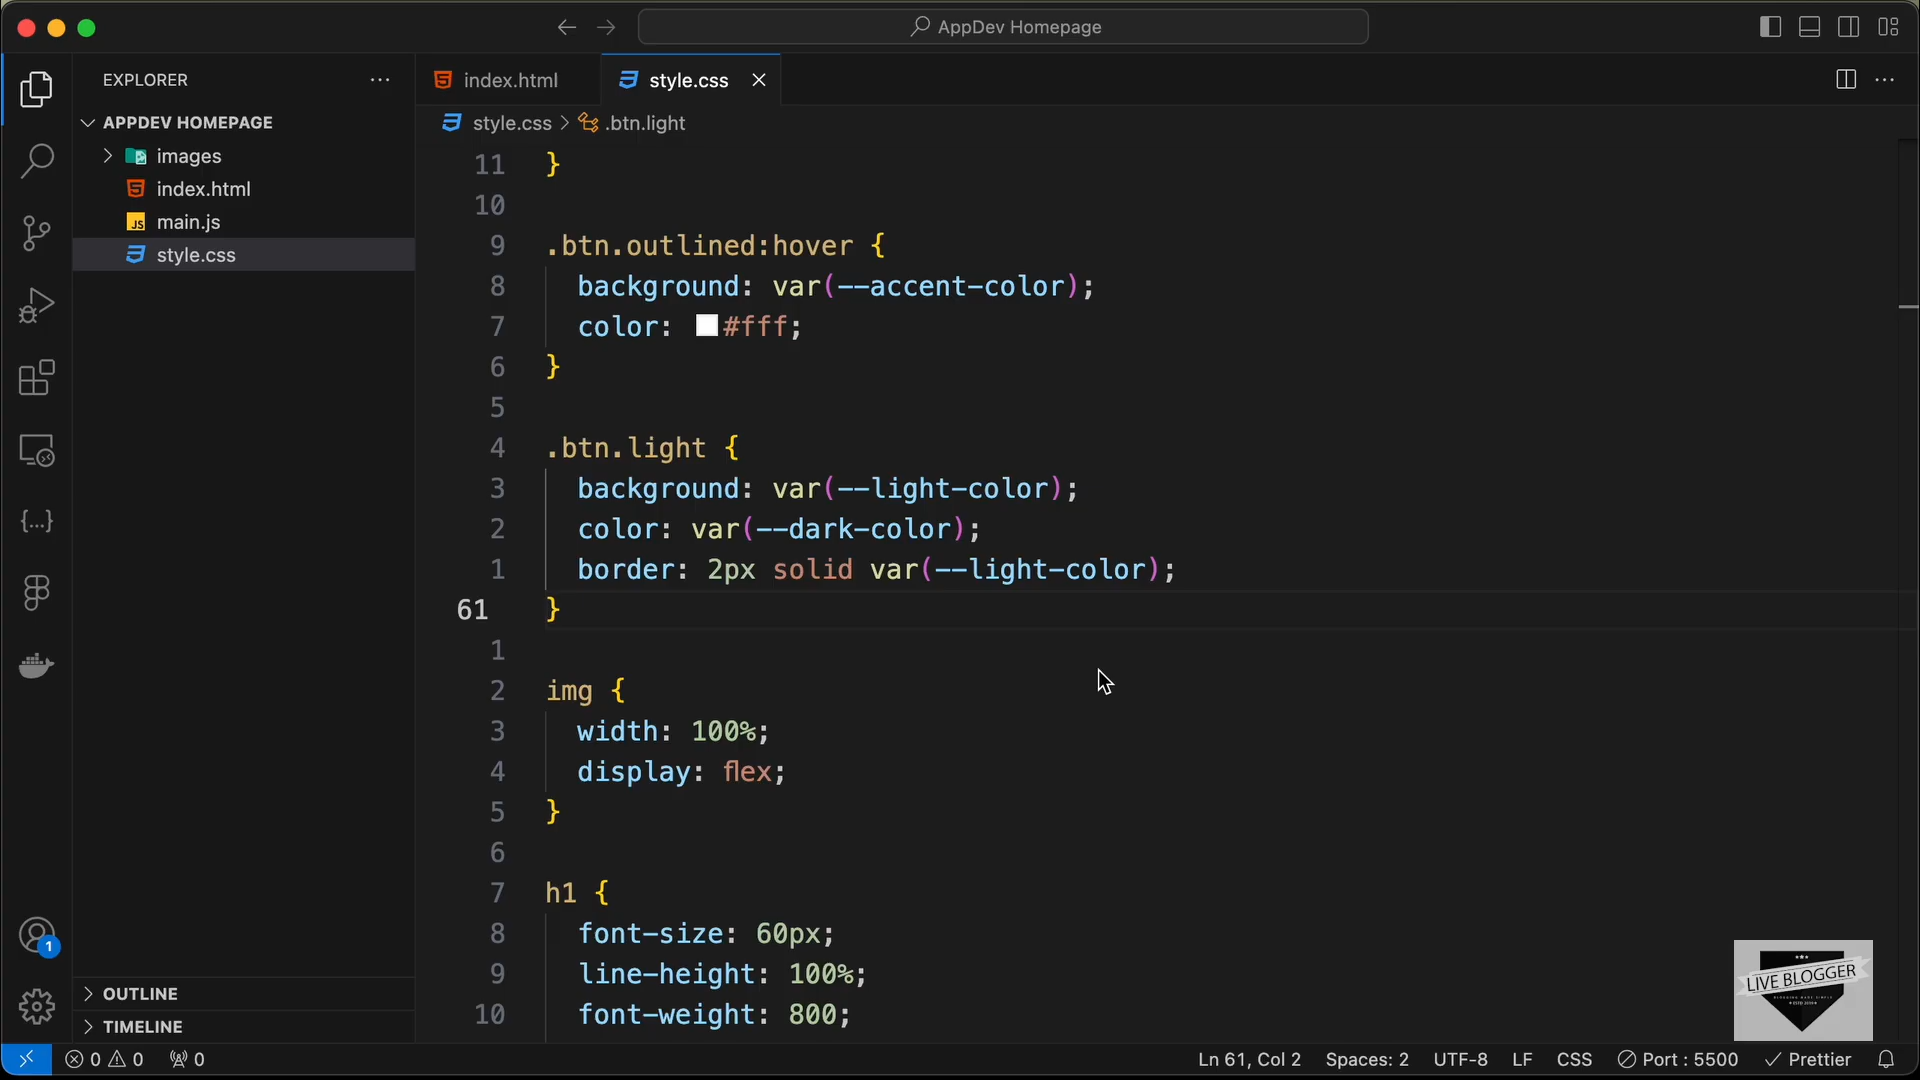 AppDev Homepage
EXPLORER
index.html
style.css
APPDEV HOMEPAGE
images
index.html
main.js
style.css
style.css > .btn.light
11 }
10
9 .btn.outlined:hover {
8 background: var(--accent-color);
7 color: #fff;
6 }
5
4 .btn.light {
3 background: var(--light-color);
2 color: var(--dark-color);
1 border: 2px solid var(--light-color);
61 }
1
2 img {
3 width: 100%;
4 display: flex;
5 }
6
7 h1 {
8 font-size: 60px;
9 line-height: 100%;
10 font-weight: 800;
1
OUTLINE
TIMELINE
LIVE BLOGGER
0 0 0
Ln 61, Col 2 Spaces: 2 UTF-8 LF CSS Port : 5500 Prettier